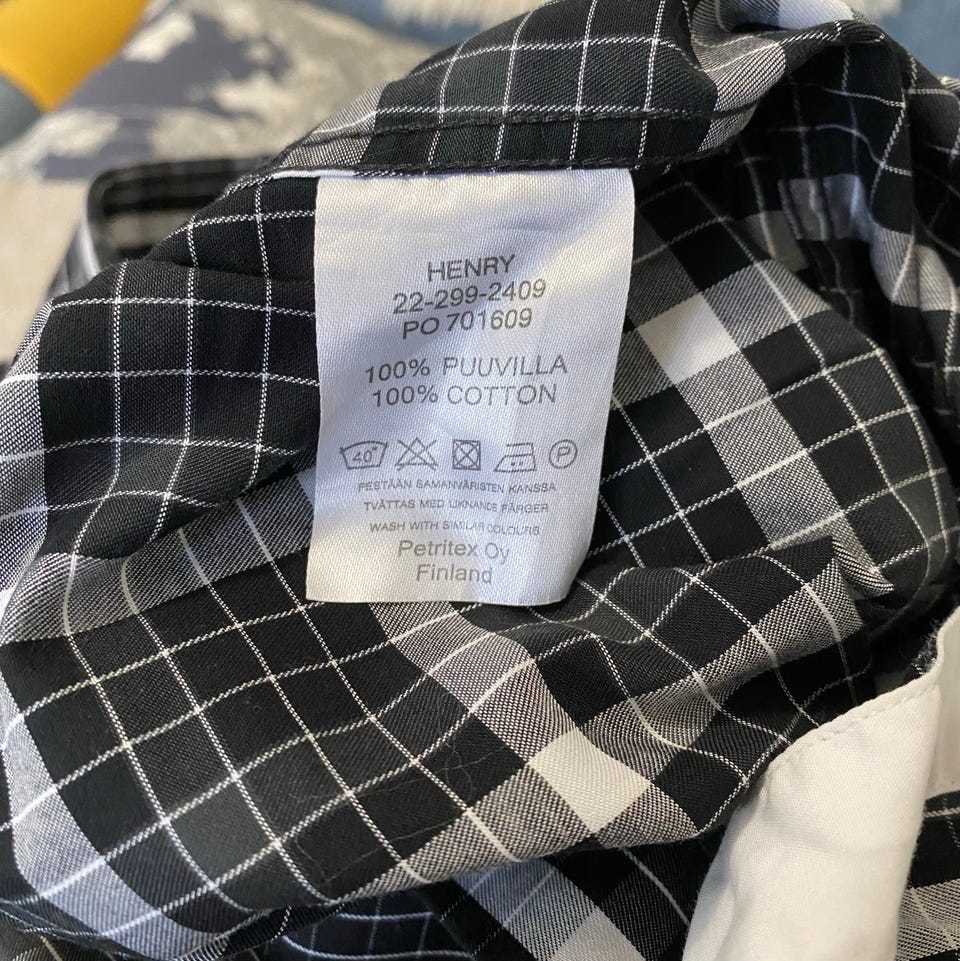 HENRY
22-299-2409
PO 701609
100% PUUVILLA
100% COTTON
40° P
PESTÄÄN SAMANVÄRISTEN KANSSA
TVÄTTAS MED LIKNANDE FÄRGER
WASH WITH SIMILAR COLOURS
Petritex Oy
Finland